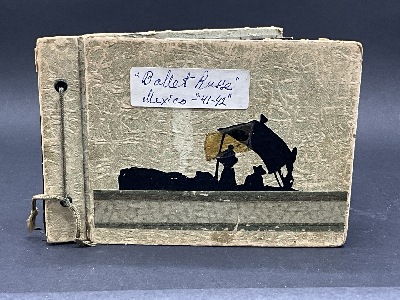 "Ballet Russe"
Mexico - "41-42"